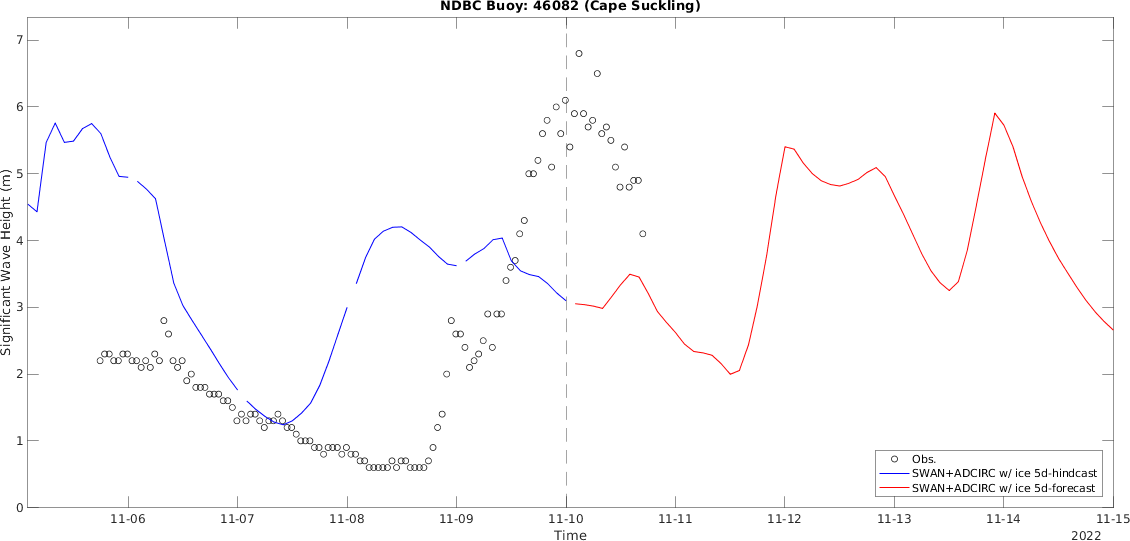 NDBC Buoy: 46082 (Cape Suckling)
7
6
5
4
3
2
1
0
Significant Wave Height (m)
Obs.
SWAN+ADCIRC w/ ice 5d-hindcast
SWAN+ADCIRC w/ ice 5d-forecast
11-06 11-07 11-08 11-09 11-10 11-11 11-12 11-13 11-14 11-15
Time
2022